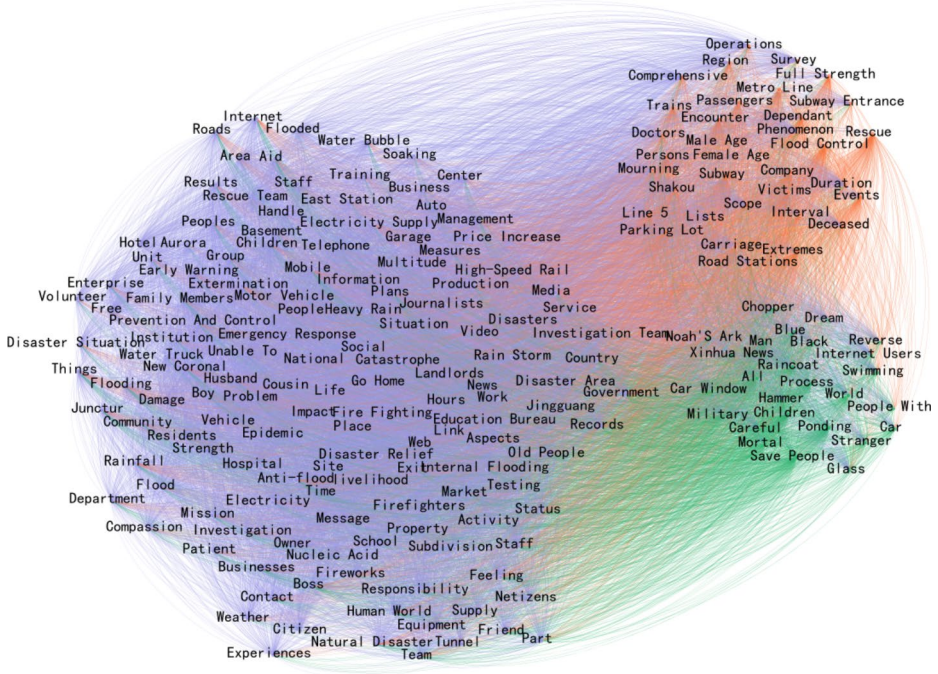 Operations
Region
Survey
Comprehensive
Full Strength
Metro Line
Trains
Passengers
Subway Entrance
Encounter
Dependant
Doctors
Phenomenon
Rescue
Male Age
Flood Control
Persons
Female Age
Mourning
Subway
Company
Shakou
Victims
Duration
Events
Scope
Line 5
Lists
Interval
Parking Lot
Deceased
Carriage
Extremes
Road Stations
Internet
Roads
Flooded
Water Bubble
Area Aid
Soaking
Results
Staff
Training
Center
Rescue Team
East Station
Business
Peoples
Handle
Auto
Basement
Electricity Supply
Management
Hotel
Aurora
Children
Telephone
Garage
Price Increase
Unit
Group
Measures
Early Warning
Mobile
Multitude
High-Speed Rail
Enterprise
Extermination
Information
Production
Volunteer
Family Members
Motor Vehicle
Plans
Media
Free
People
Heavy Rain
Journalists
Service
Prevention And Control
Situation
Disasters
Disaster Situation
Institution
Emergency Response
Video
Investigation Team
Water Truck
Unable To
Social
Things
New Coronal
National
Catastrophe
Rain Storm
Country
Flooding
Husband
Landlords
Damage
Boy
Problem
Cousin
Life
Go Home
News
Disaster Area
Junctur
Hours
Work
Government
Community
Vehicle
Impact
Fire Fighting
Jingguang
Residents
Epidemic
Place
Education Bureau
Records
Strength
Link
Aspects
Web
Rainfall
Hospital
Disaster Relief
Old People
Flood
Site
Exit
Internal Flooding
Anti-flood
livelihood
Testing
Department
Electricity
Time
Market
Mission
Firefighters
Status
Compassion
Investigation
Message
Activity
Property
Patient
Owner
School
Subdivision
Staff
Nucleic Acid
Businesses
Fireworks
Feeling
Boss
Responsibility
Contact
Netizens
Weather
Human World
Supply
Citizen
Equipment
Friend
Natural Disaster
Tunnel
Part
Experiences
Team
Chopper
Dream
Noah'S Ark
Blue
Man
Black
Reverse
Xinhua News
Internet Users
Raincoat
All
Swimming
Car Window
Process
Hammer
World
Military
Children
People With
Careful
Ponding
Car
Mortal
Stranger
Save People
Glass